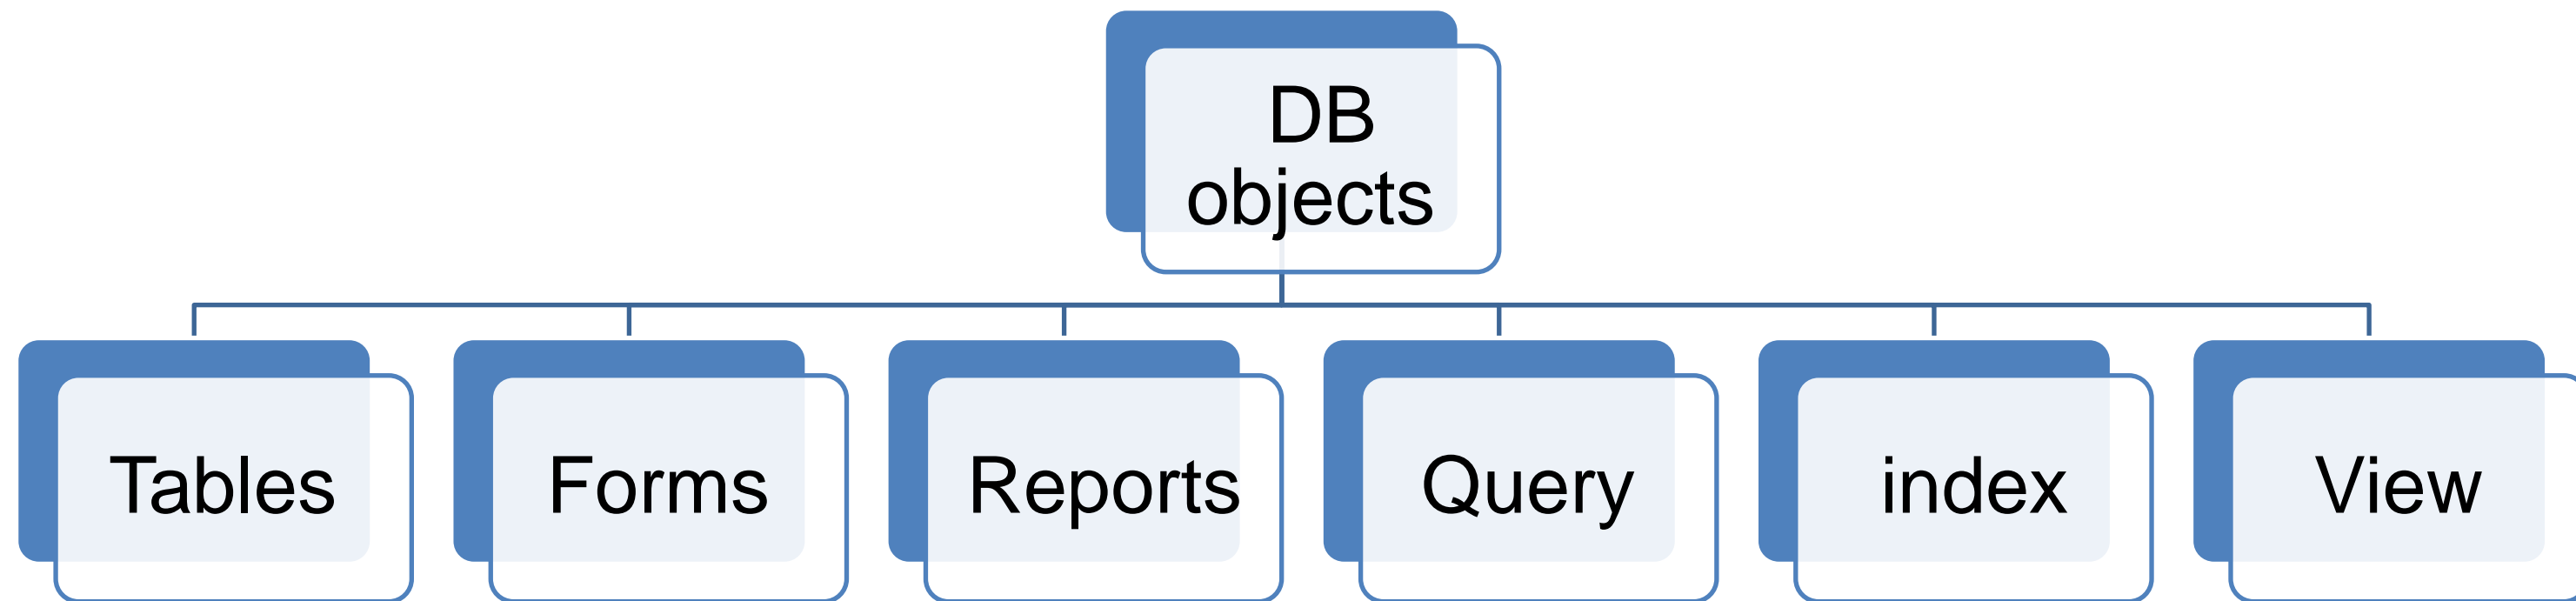 DB
objects
Tables
Forms
Reports
Query
index
View